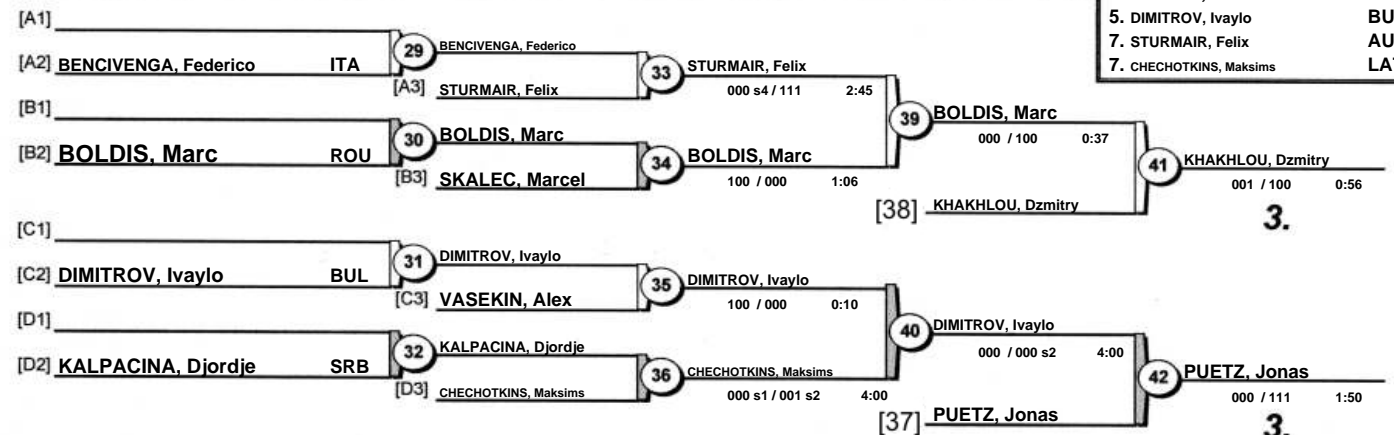 5. DIMITROV, Ivaylo BU
7. STURMAIR, Felix AU
7. CHECHOTKINS, Maksims LA
[A1]
29 BENCIVENGA, Federico
[A2] BENCIVENGA, Federico ITA
33 STURMAIR, Felix
[A3] STURMAIR, Felix
000 s4 / 111 2:45
[B1]
39 BOLDIS, Marc
000 / 100 0:37
30 BOLDIS, Marc
[B2] BOLDIS, Marc ROU
34 BOLDIS, Marc
[B3] SKALEC, Marcel
100 / 000 1:06
41 KHAKHLOU, Dzmitry
001 / 100 0:56
[38] KHAKHLOU, Dzmitry
3.
[C1]
31 DIMITROV, Ivaylo
[C2] DIMITROV, Ivaylo BUL
35 DIMITROV, Ivaylo
[C3] VASEKIN, Alex
100 / 000 0:10
[D1]
40 DIMITROV, Ivaylo
000 / 000 s2 4:00
32 KALPACINA, Djordje
[D2] KALPACINA, Djordje SRB
36 CHECHOTKINS, Maksims
[D3] CHECHOTKINS, Maksims
000 s1 / 001 s2 4:00
42 PUETZ, Jonas
000 / 111 1:50
[37] PUETZ, Jonas
3.